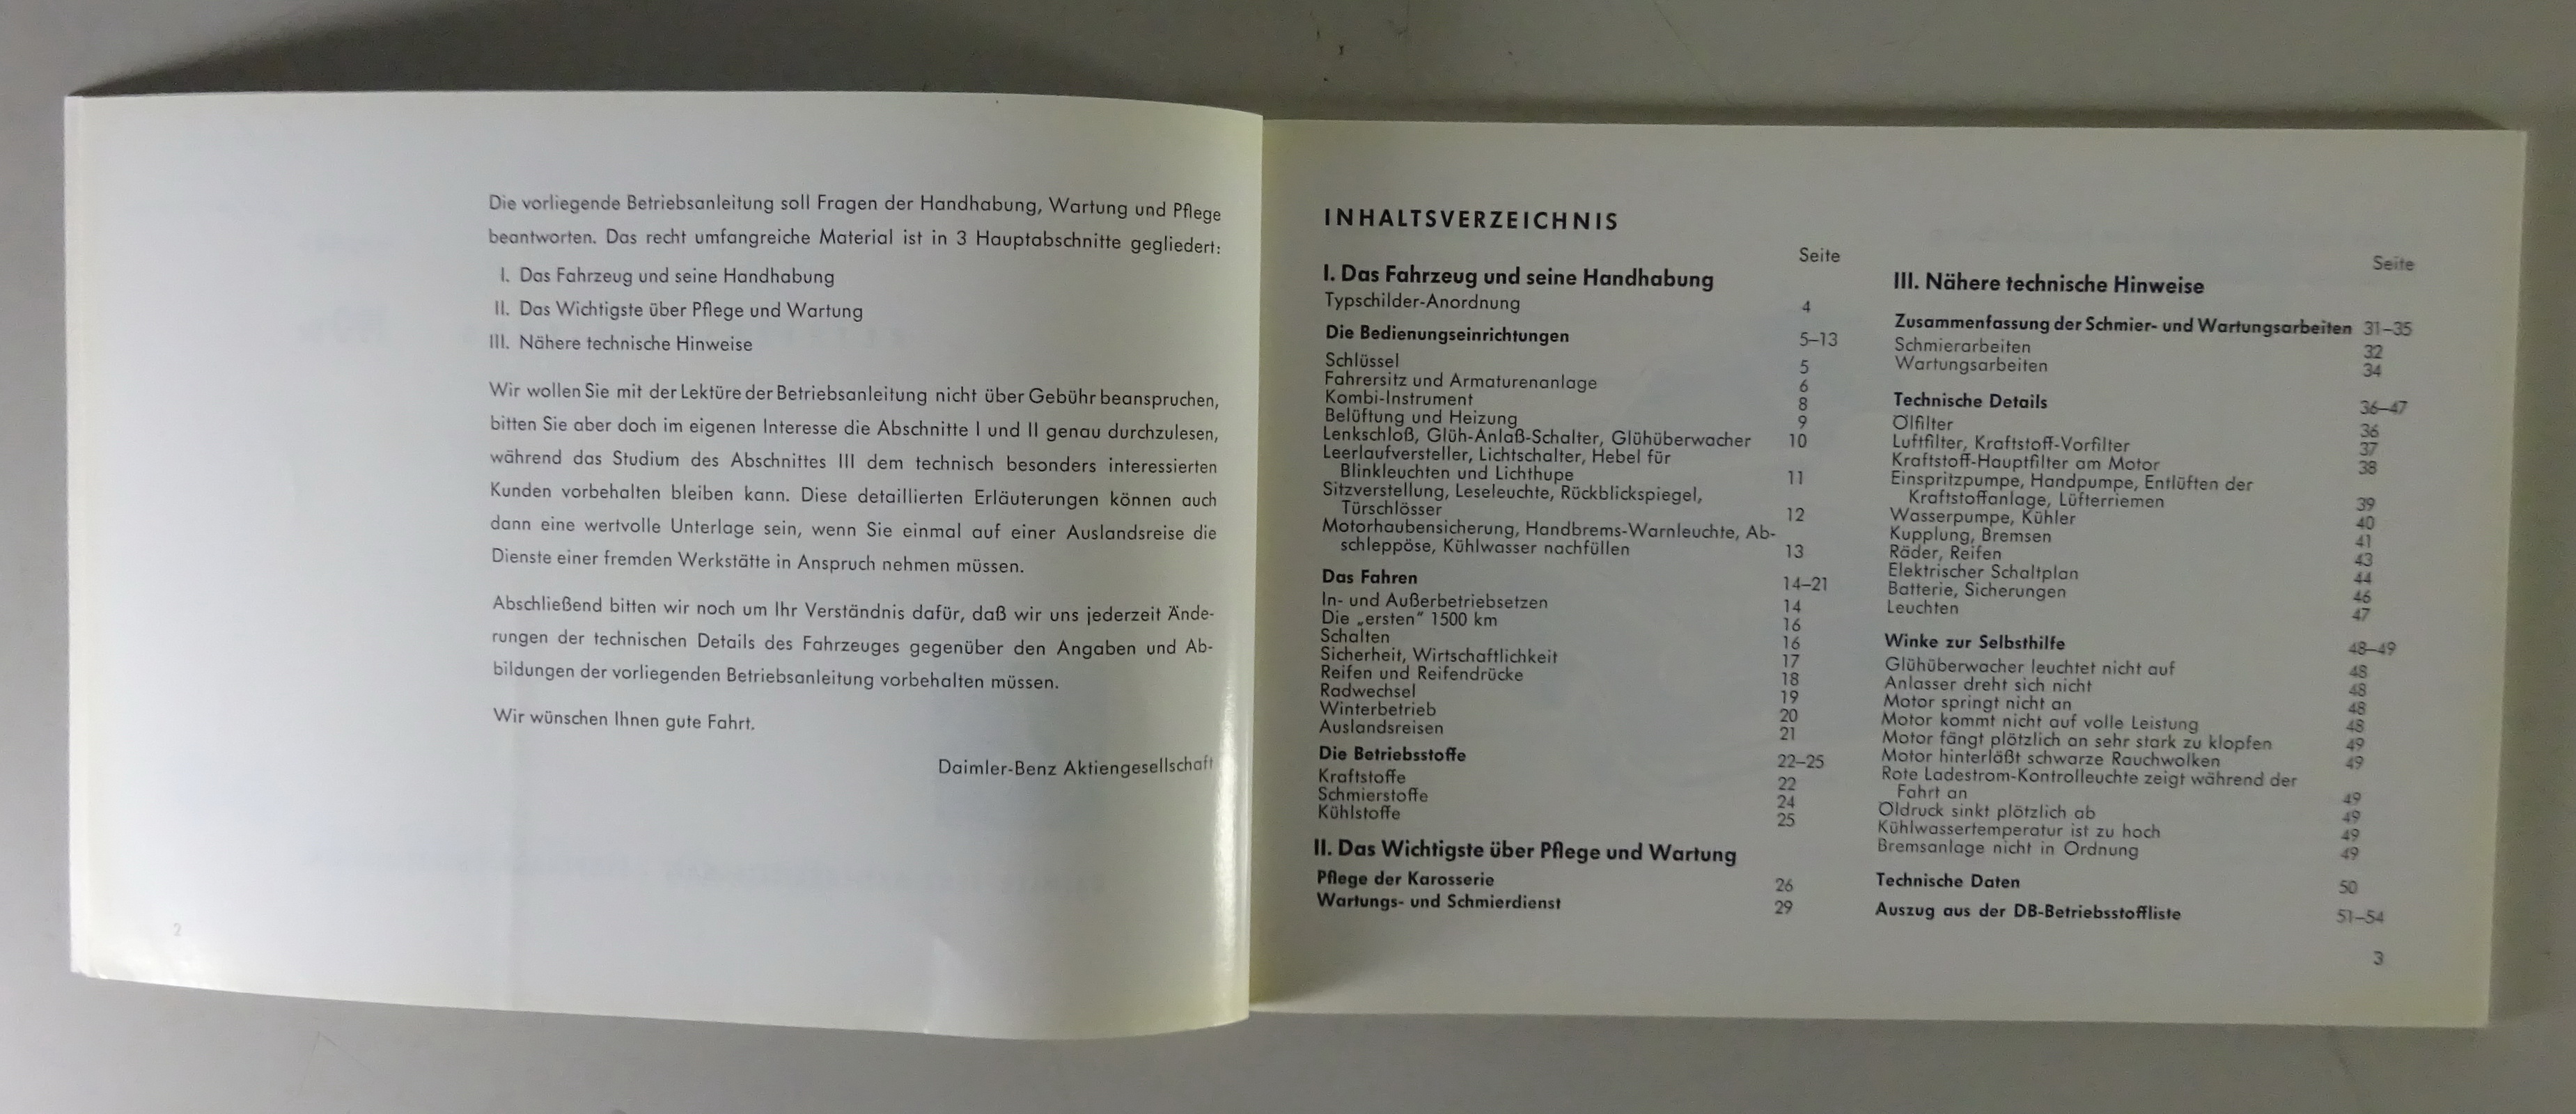 Die vorliegende Betriebsanleitung soll Fragen der Handhabung, Wartung und Pflege
beantworten. Das recht umfangreiche Material ist in 3 Hauptabschnitte gegliedert:
I. Das Fahrzeug und seine Handhabung
II. Das Wichtigste über Pflege und Wartung
III. Nähere technische Hinweise
Wir wollen Sie mit der Lektüre der Betriebsanleitung nicht über Gebühr beanspruchen,
bitten Sie aber doch im eigenen Interesse die Abschnitte I und II genau durchzulesen,
während das Studium des Abschnittes III dem technisch besonders interessierten
Kunden vorbehalten bleiben kann. Diese detaillierten Erläuterungen können auch
dann eine wertvolle Unterlage sein, wenn Sie einmal auf einer Auslandsreise die
Dienste einer fremden Werkstätte in Anspruch nehmen müssen.
Abschließend bitten wir noch um Ihr Verständnis dafür, daß wir uns jederzeit Ände-
rungen der technischen Details des Fahrzeuges gegenüber den Angaben und Ab-
bildungen der vorliegenden Betriebsanleitung vorbehalten müssen.
Wir wünschen Ihnen gute Fahrt.
Daimler-Benz Aktiengesellschaft
2
INHALTSVERZEICHNIS
Seite
I. Das Fahrzeug und seine Handhabung
Typschilder-Anordnung 4
Die Bedienungseinrichtungen 5–13
Schlüssel 5
Fahrersitz und Armaturenanlage 6
Kombi-Instrument 8
Belüftung und Heizung 9
Lenkschloß, Glüh-Anlaß-Schalter, Glühüberwacher 10
Leerlaufversteller, Lichtschalter, Hebel für
Blinkleuchten und Lichthupe 11
Sitzverstellung, Leseleuchte, Rückblickspiegel,
Türschlösser 12
Motorhaubensicherung, Handbrems-Warnleuchte, Ab-
schleppöse, Kühlwasser nachfüllen 13
Das Fahren 14–21
In- und Außerbetriebsetzen 14
Die „ersten“ 1500 km 16
Schalten 16
Sicherheit, Wirtschaftlichkeit 17
Reifen und Reifendrücke 18
Radwechsel 19
Winterbetrieb 20
Auslandsreisen 21
Die Betriebsstoffe 22–25
Kraftstoffe 22
Schmierstoffe 24
Kühlstoffe 25
II. Das Wichtigste über Pflege und Wartung
Pflege der Karosserie 26
Wartungs- und Schmierdienst 29
Seite
III. Nähere technische Hinweise
Zusammenfassung der Schmier- und Wartungsarbeiten 31–35
Schmierarbeiten 32
Wartungsarbeiten 34
Technische Details 36–47
Ölfilter 36
Luftfilter, Kraftstoff-Vorfilter 37
Kraftstoff-Hauptfilter am Motor 38
Einspritzpumpe, Handpumpe, Entlüften der
Kraftstoffanlage, Lüfterriemen 39
Wasserpumpe, Kühler 40
Kupplung, Bremsen 41
Räder, Reifen 43
Elektrischer Schaltplan 44
Batterie, Sicherungen 46
Leuchten 47
Winke zur Selbsthilfe 48–49
Glühüberwacher leuchtet nicht auf 48
Anlasser dreht sich nicht 48
Motor springt nicht an 48
Motor kommt nicht auf volle Leistung 48
Motor fängt plötzlich an sehr stark zu klopfen 49
Motor hinterläßt schwarze Rauchwolken 49
Rote Ladestrom-Kontrolleuchte zeigt während der
Fahrt an 49
Öldruck sinkt plötzlich ab 49
Kühlwassertemperatur ist zu hoch 49
Bremsanlage nicht in Ordnung 49
Technische Daten 50
Auszug aus der DB-Betriebsstoffliste 51–54
3